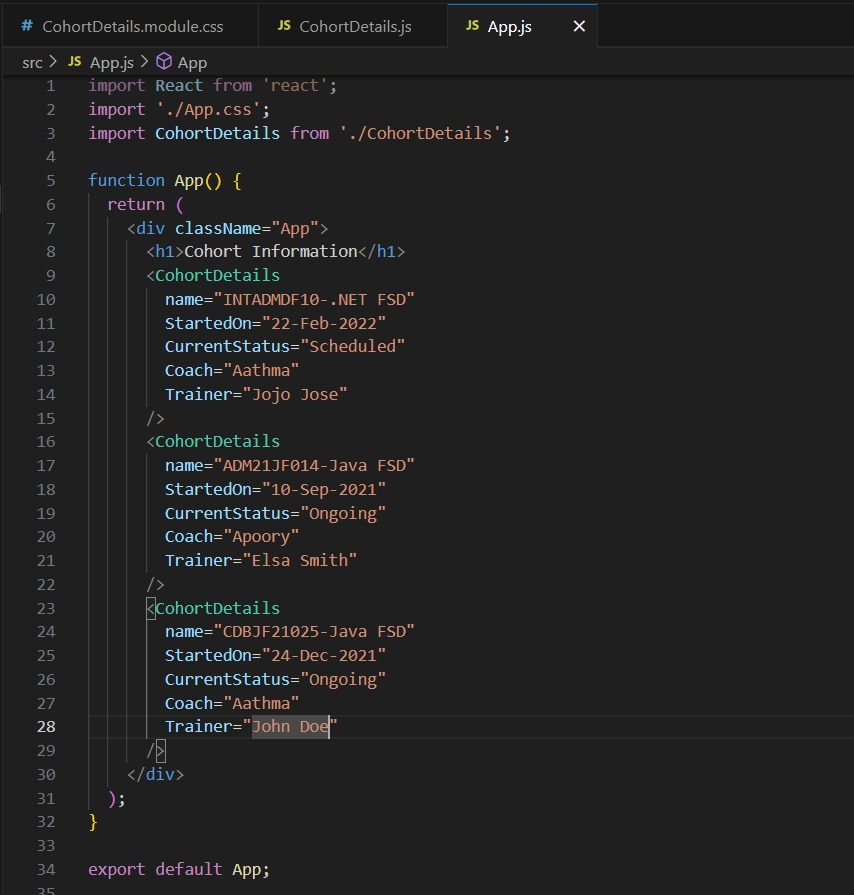 # CohortDetails.module.css JS CohortDetails.js JS App.js ×
src > JS App.js > App
1 import React from 'react';
2 import './App.css';
3 import CohortDetails from './CohortDetails';
4
5 function App() {
6 return (
7 <div className="App">
8 <h1>Cohort Information</h1>
9 <CohortDetails
10 name="INTADMDF10-.NET FSD"
11 StartedOn="22-Feb-2022"
12 CurrentStatus="Scheduled"
13 Coach="Aathma"
14 Trainer="Jojo Jose"
15 />
16 <CohortDetails
17 name="ADM21JF014-Java FSD"
18 StartedOn="10-Sep-2021"
19 CurrentStatus="Ongoing"
20 Coach="Apoory"
21 Trainer="Elsa Smith"
22 />
23 <CohortDetails
24 name="CDBJF21025-Java FSD"
25 StartedOn="24-Dec-2021"
26 CurrentStatus="Ongoing"
27 Coach="Aathma"
28 Trainer="John Doe"
29 />
30 </div>
31 );
32 }
33
34 export default App;
35